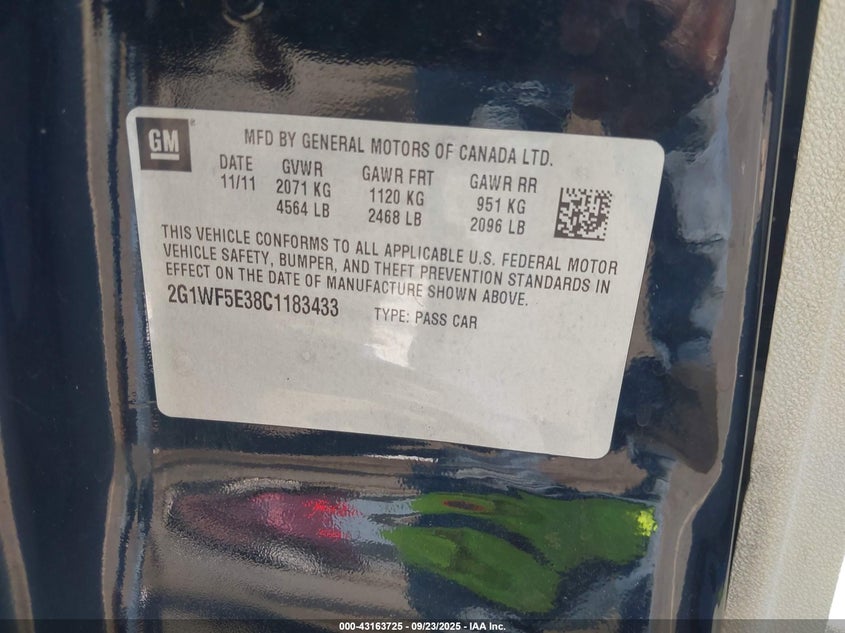 GM
MFD BY GENERAL MOTORS OF CANADA LTD.
DATE GVWR GAWR FRT GAWR RR
11/11 2071 KG 1120 KG 951 KG
4564 LB 2468 LB 2096 LB
THIS VEHICLE CONFORMS TO ALL APPLICABLE U.S. FEDERAL MOTOR
VEHICLE SAFETY, BUMPER, AND THEFT PREVENTION STANDARDS IN
EFFECT ON THE DATE OF MANUFACTURE SHOWN ABOVE.
2G1WF5E38C1183433 TYPE: PASS CAR
000-43163725 - 09/23/2025 - IAA Inc.